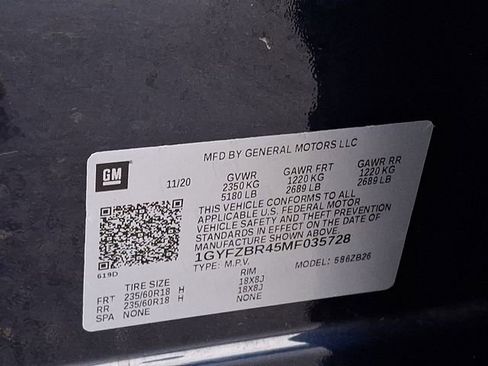 GM
MFD BY GENERAL MOTORS LLC
11/20 GVWR GAWR FRT GAWR RR
2350 KG 1220 KG 1220 KG
5180 LB 2689 LB 2689 LB
THIS VEHICLE CONFORMS TO ALL
APPLICABLE U.S. FEDERAL MOTOR
VEHICLE SAFETY AND THEFT PREVENTION
STANDARDS IN EFFECT ON THE DATE OF
MANUFACTURE SHOWN ABOVE.
1GYFZBR45MF035728
619D
TYPE: M.P.V. MODEL: 5B6ZB26
TIRE SIZE RIM
FRT 235/60R18 H 18X8J
RR 235/60R18 H 18X8J
SPA NONE NONE